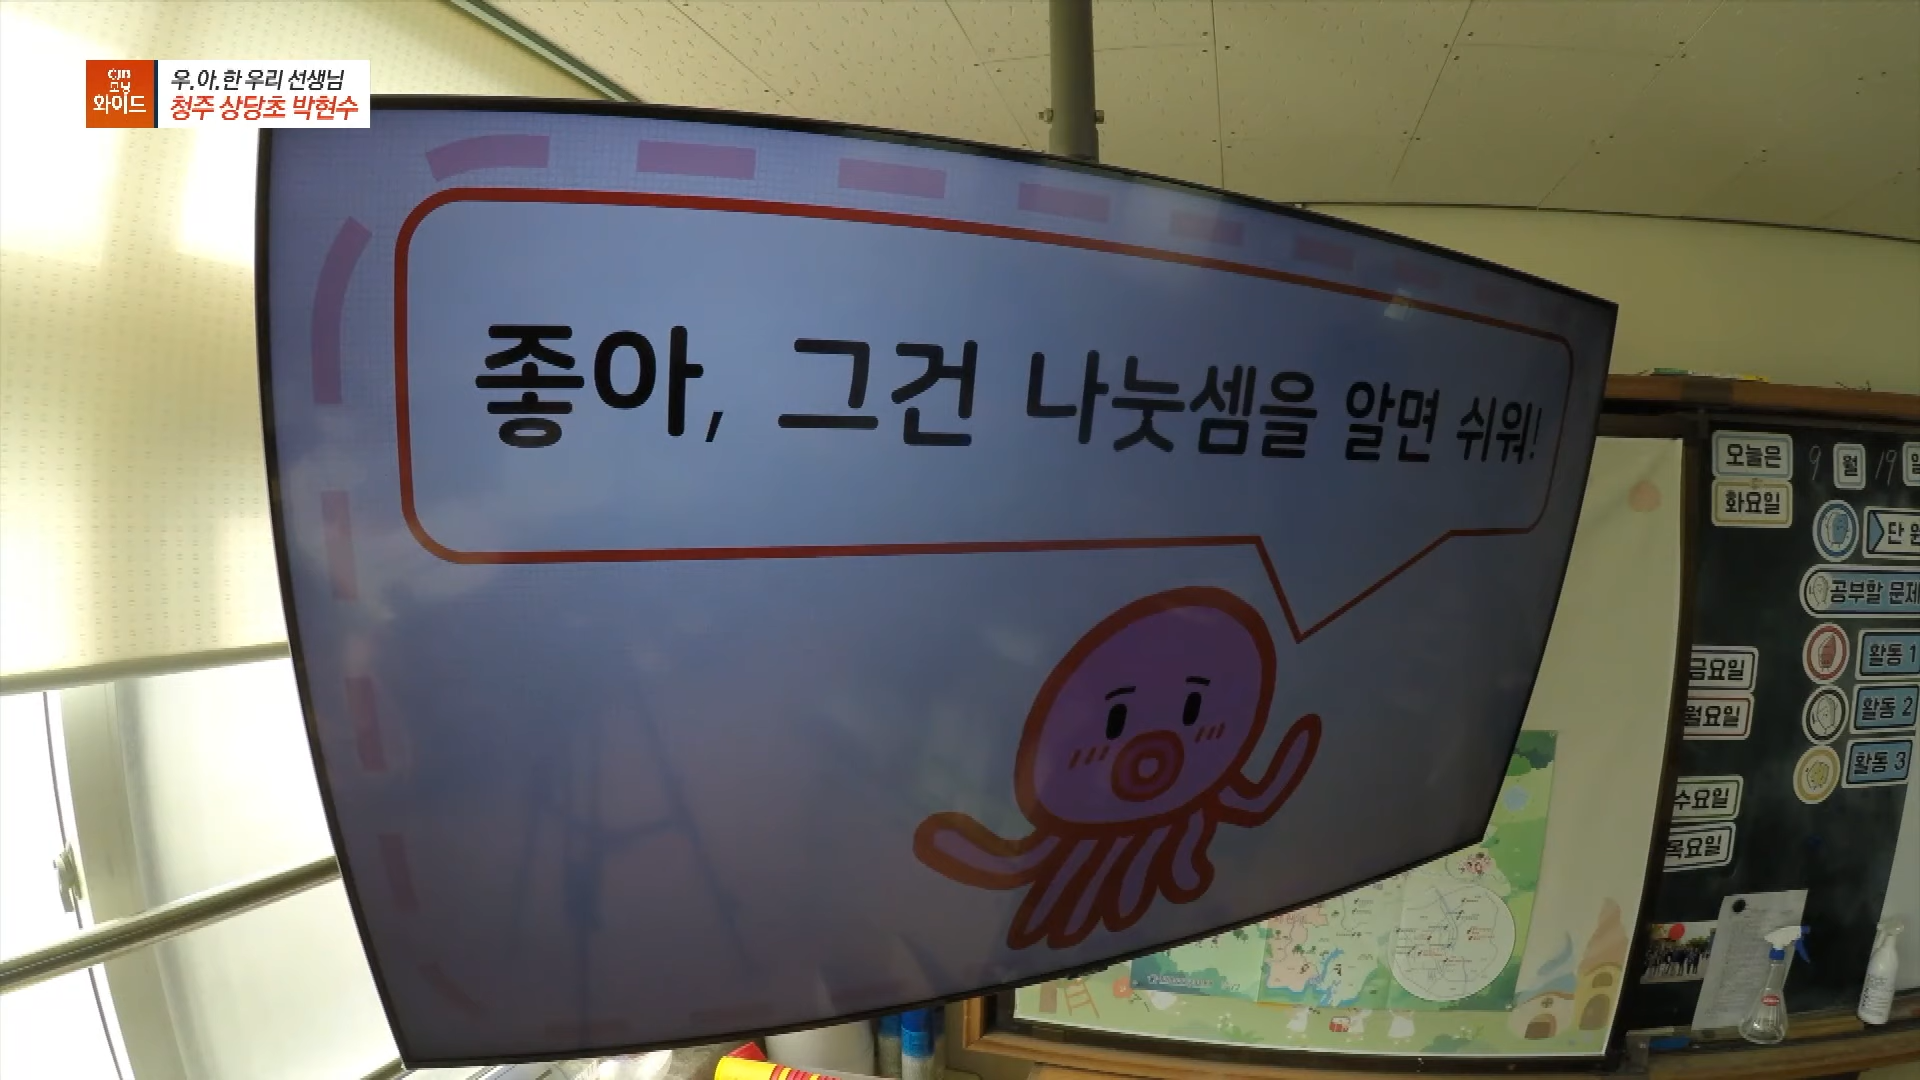 CJB
모닝
와이드
우.아.한 우리 선생님
청주 상당초 박현수
좋아, 그건 나눗셈을 알면 쉬워!
오늘은 9 월 19 일
화요일
단원
공부할 문제
활동 1
활동 2
활동 3
금요일
월요일
수요일
목요일